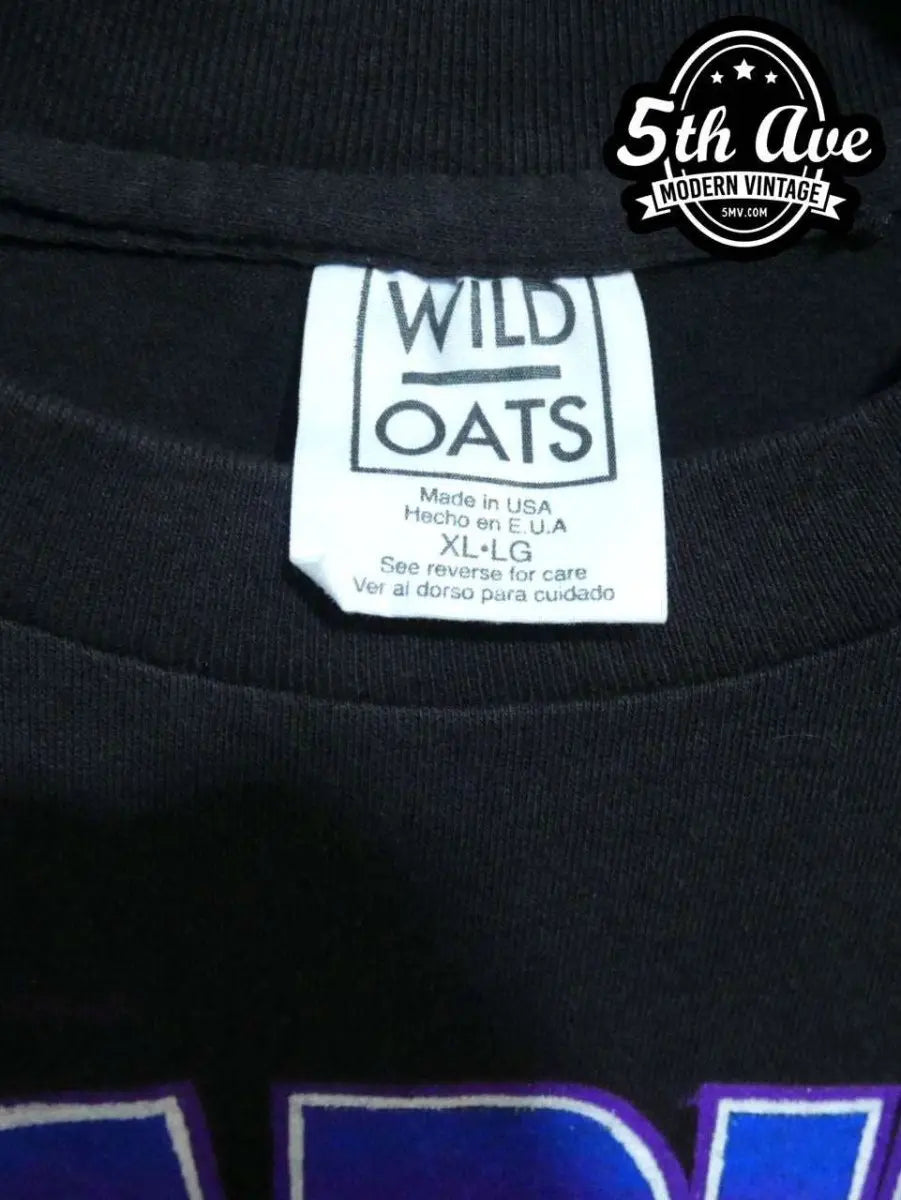 5th Ave
MODERN VINTAGE
5MV.COM
WILD
OATS
Made in USA
Hecho en E.U.A
XL•LG
See reverse for care
Ver al dorso para cuidado